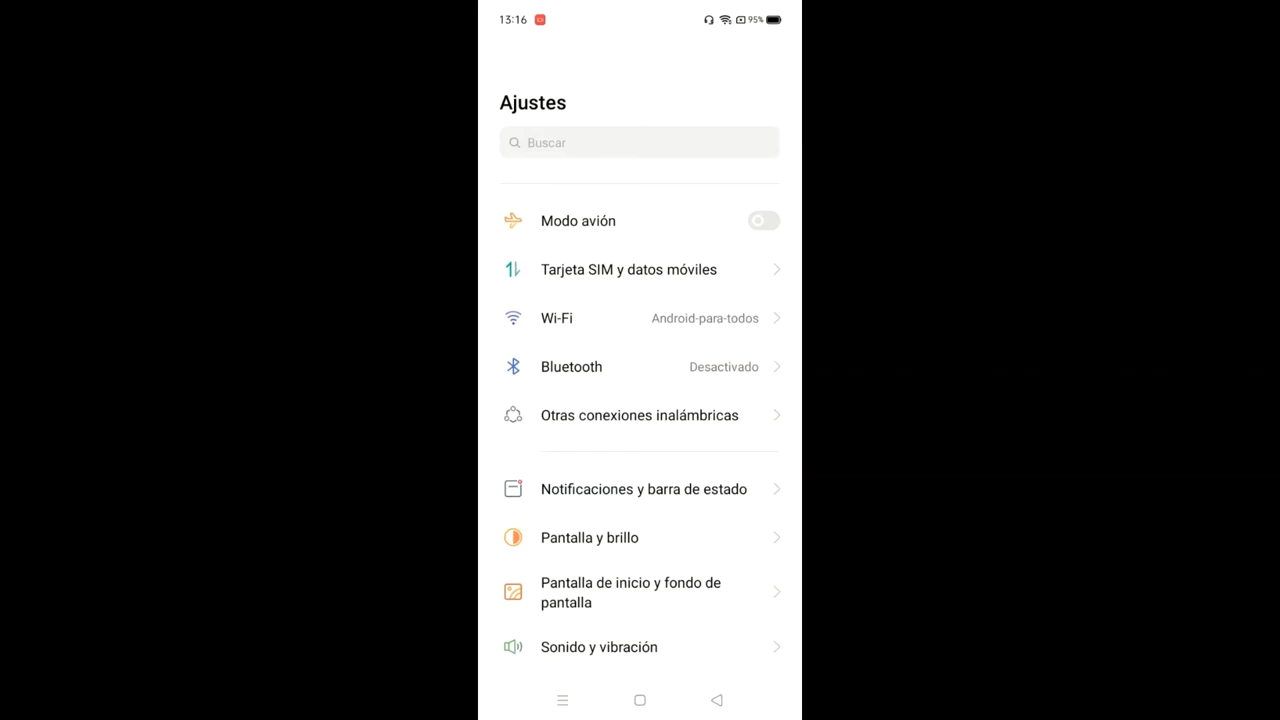 13:16 95%
Ajustes
Buscar
Modo avión
Tarjeta SIM y datos móviles
Wi-Fi Android-para-todos
Bluetooth Desactivado
Otras conexiones inalámbricas
Notificaciones y barra de estado
Pantalla y brillo
Pantalla de inicio y fondo de
pantalla
Sonido y vibración